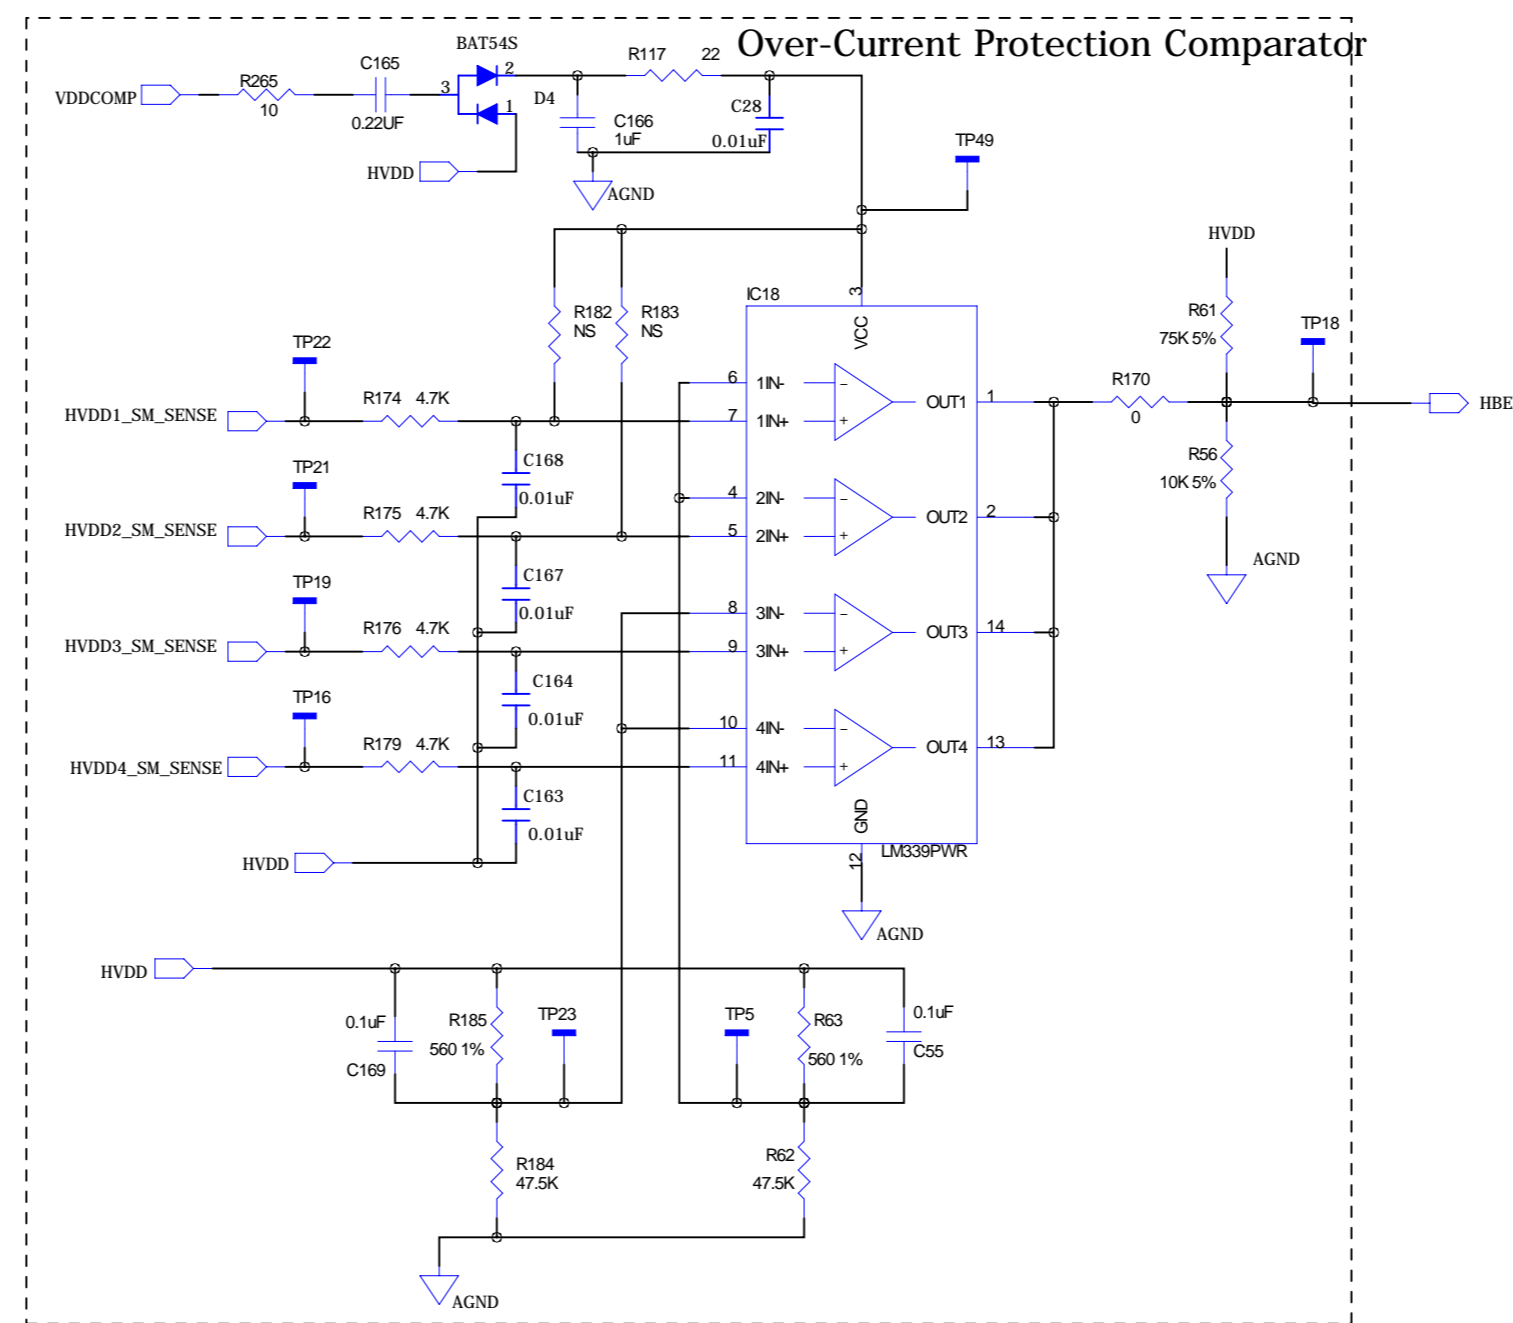 Over-Current Protection Comparator
BAT54S
C165
R265
VDDCOMP
10
0.22UF
3
2
1
D4
R117 22
C166
1uF
C28
0.01uF
HVDD
AGND
TP49
HVDD
R182
NS
R183
NS
IC18
3
VCC
R61
75K 5%
TP18
TP22
HVDD1_SM_SENSE
R174 4.7K
6 1IN-
7 1IN+
OUT1 1
R170
0
HBE
C168
0.01uF
TP21
HVDD2_SM_SENSE
R175 4.7K
4 2IN-
5 2IN+
OUT2 2
R56
10K 5%
AGND
C167
0.01uF
TP19
HVDD3_SM_SENSE
R176 4.7K
8 3IN-
9 3IN+
OUT3 14
C164
0.01uF
TP16
HVDD4_SM_SENSE
R179 4.7K
10 4IN-
11 4IN+
OUT4 13
C163
0.01uF
HVDD
GND
12
LM339PWR
AGND
HVDD
0.1uF
C169
R185
560 1%
TP23
TP5
R63
560 1%
0.1uF
C55
R184
47.5K
R62
47.5K
AGND